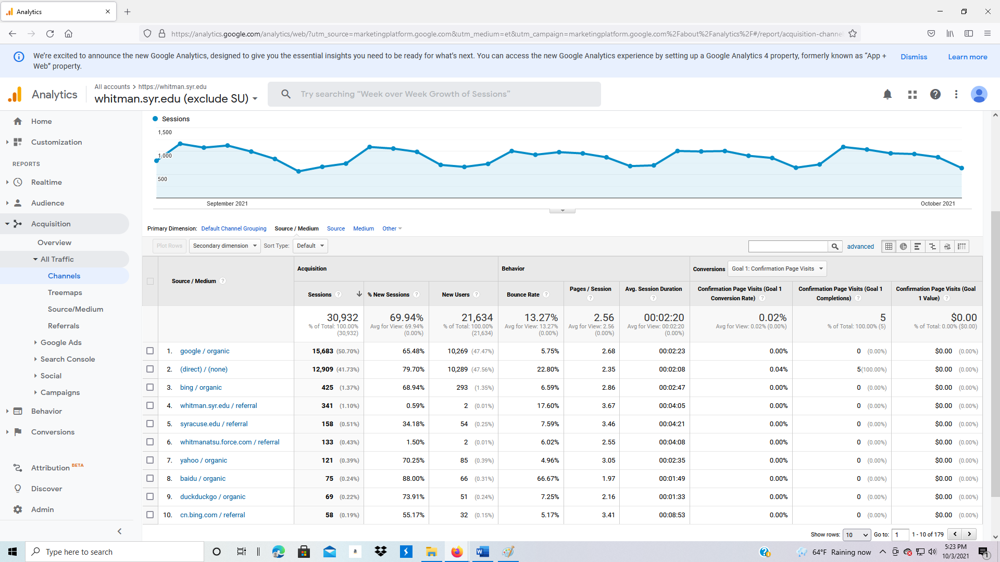 Analytics
https://analytics.google.com/analytics/web/?utm_source=marketingplatform.google.com&utm_medium=et&utm_campaign=marketingplatform.google.com%2Fabout%2Fanalytics%2F#/report/acquisition-channe
We're excited to announce the new Google Analytics, designed to give you the essential insights you need to be ready for what's next. You can access the new Google Analytics experience by setting up a Google Analytics 4 property, formerly known as “App +
Web” property.
Dismiss
Learn more
Analytics
All accounts > https://whitman.syr.edu
whitman.syr.edu (exclude SU)
Try searching “Week over Week Growth of Sessions”
Home
Customization
REPORTS
Realtime
Audience
Acquisition
Overview
All Traffic
Channels
Treemaps
Source/Medium
Referrals
Google Ads
Search Console
Social
Campaigns
Behavior
Conversions
Attribution BETA
Discover
Admin
Sessions
1,500
1,000
500
September 2021
October 2021
Primary Dimension: Default Channel Grouping Source / Medium Source Medium Other
Plot Rows Secondary dimension Sort Type: Default
advanced
Source / Medium ?
Acquisition
Behavior
Conversions Goal 1: Confirmation Page Visits
Sessions ? % New Sessions ? New Users ? Bounce Rate ? Pages / Session ? Avg. Session Duration ? Confirmation Page Visits (Goal 1 Conversion Rate) ? Confirmation Page Visits (Goal 1 Completions) ? Confirmation Page Visits (Goal 1 Value) ?
30,932 69.94% 21,634 13.27% 2.56 00:02:20 0.02% 5 $0.00
% of Total: 100.00% (30,932) Avg for View: 69.94% (0.00%) % of Total: 100.00% (21,634) Avg for View: 13.27% (0.00%) Avg for View: 2.56 (0.00%) Avg for View: 00:02:20 (0.00%) Avg for View: 0.02% (0.00%) % of Total: 100.00% (5) % of Total: 0.00% ($0.00)
1. google / organic 15,683 (50.70%) 65.48% 10,269 (47.47%) 5.75% 2.68 00:02:23 0.00% 0 (0.00%) $0.00 (0.00%)
2. (direct) / (none) 12,909 (41.73%) 79.70% 10,289 (47.56%) 22.80% 2.35 00:02:08 0.04% 5(100.00%) $0.00 (0.00%)
3. bing / organic 425 (1.37%) 68.94% 293 (1.35%) 6.59% 2.86 00:02:47 0.00% 0 (0.00%) $0.00 (0.00%)
4. whitman.syr.edu / referral 341 (1.10%) 0.59% 2 (0.01%) 17.60% 3.67 00:04:05 0.00% 0 (0.00%) $0.00 (0.00%)
5. syracuse.edu / referral 158 (0.51%) 34.18% 54 (0.25%) 7.59% 3.46 00:04:21 0.00% 0 (0.00%) $0.00 (0.00%)
6. whitmanatsu.force.com / referral 133 (0.43%) 1.50% 2 (0.01%) 6.02% 2.55 00:04:08 0.00% 0 (0.00%) $0.00 (0.00%)
7. yahoo / organic 121 (0.39%) 70.25% 85 (0.39%) 4.96% 3.05 00:02:35 0.00% 0 (0.00%) $0.00 (0.00%)
8. baidu / organic 75 (0.24%) 88.00% 66 (0.31%) 66.67% 1.97 00:01:49 0.00% 0 (0.00%) $0.00 (0.00%)
9. duckduckgo / organic 69 (0.22%) 73.91% 51 (0.24%) 7.25% 2.16 00:01:33 0.00% 0 (0.00%) $0.00 (0.00%)
10. cn.bing.com / referral 58 (0.19%) 55.17% 32 (0.15%) 5.17% 3.41 00:08:53 0.00% 0 (0.00%) $0.00 (0.00%)
Show rows: 10 Go to: 1 1 - 10 of 179
Type here to search
a
W
64°F Raining now
5:23 PM
10/3/2021
1